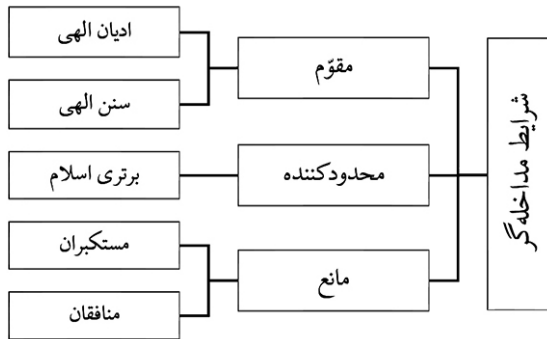 شرایط مداخله‌گر
مقوّم
ادیان الهی
سنن الهی
محدودکننده
برتری اسلام
مانع
مستکبران
منافقان